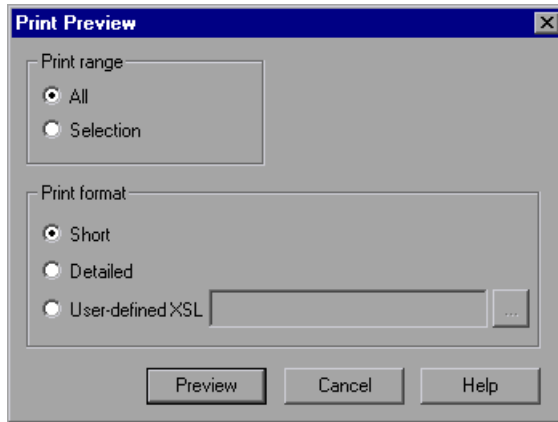 Print Preview
Print range
All
Selection
Print format
Short
Detailed
User-defined XSL ...
Preview Cancel Help